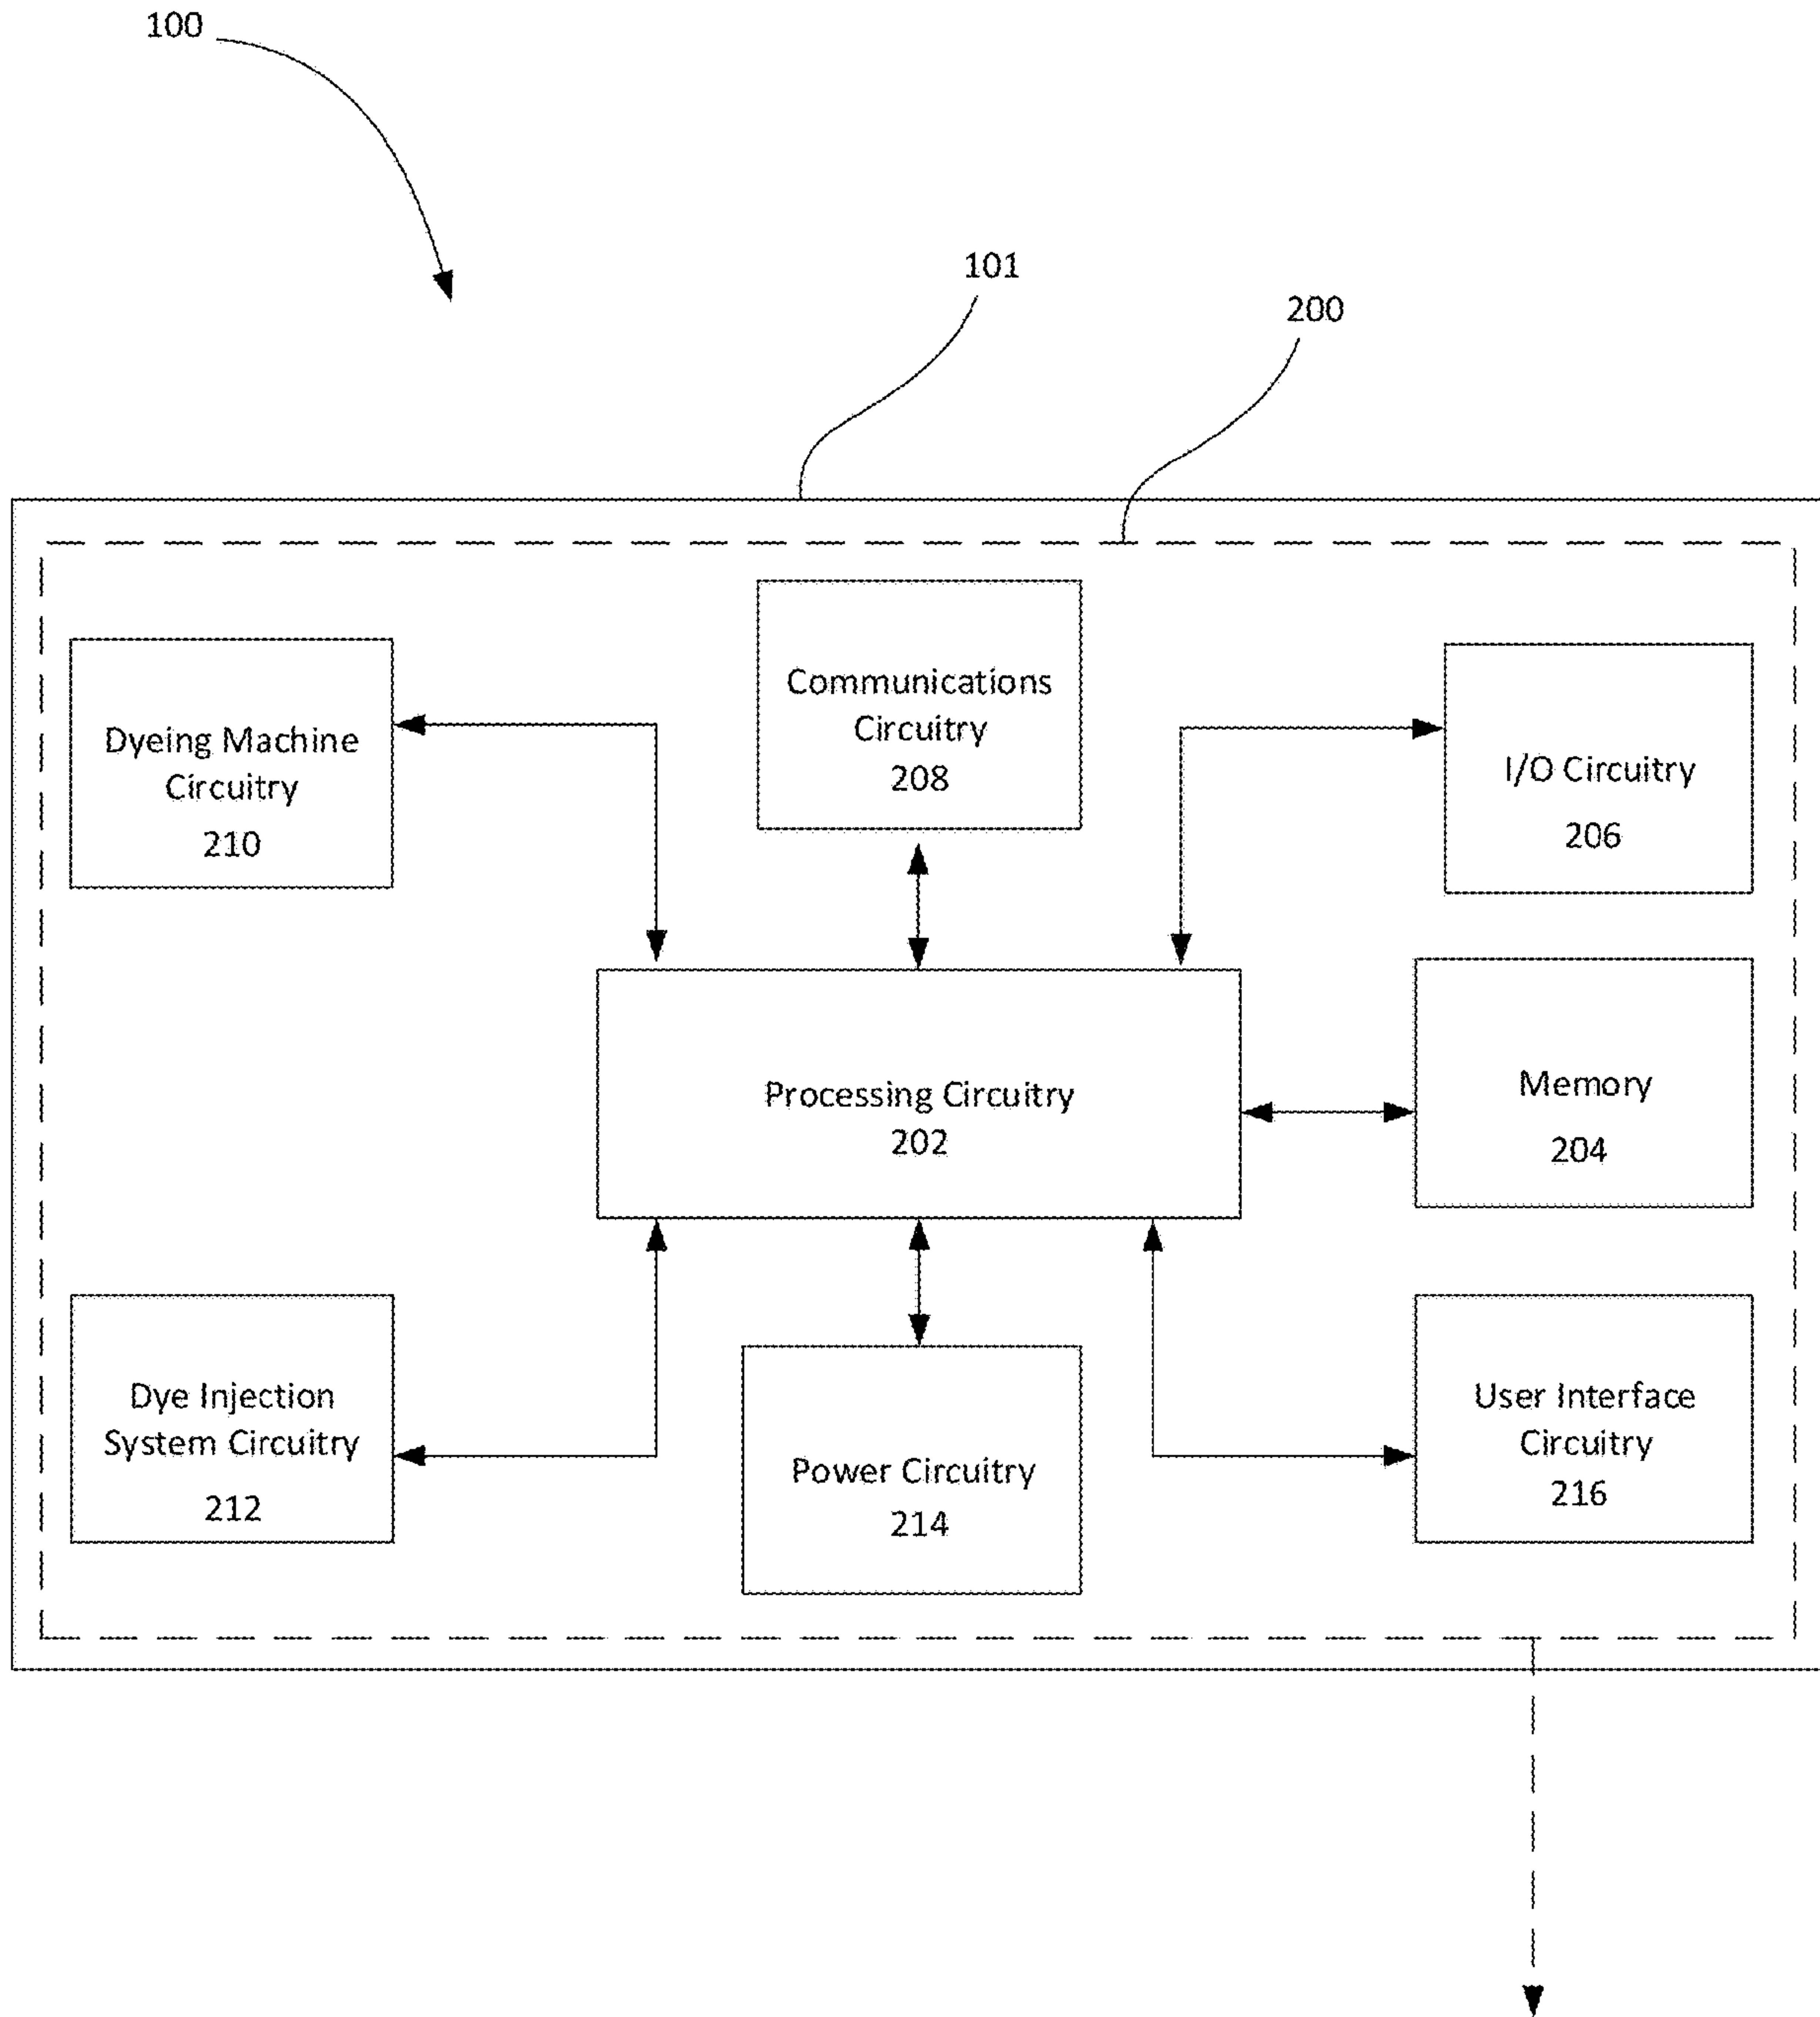 100
101
200
Communications
Circuitry
208
Dyeing Machine
Circuitry
210
I/O Circuitry
206
Processing Circuitry
202
Memory
204
Dye Injection
System Circuitry
212
Power Circuitry
214
User Interface
Circuitry
216